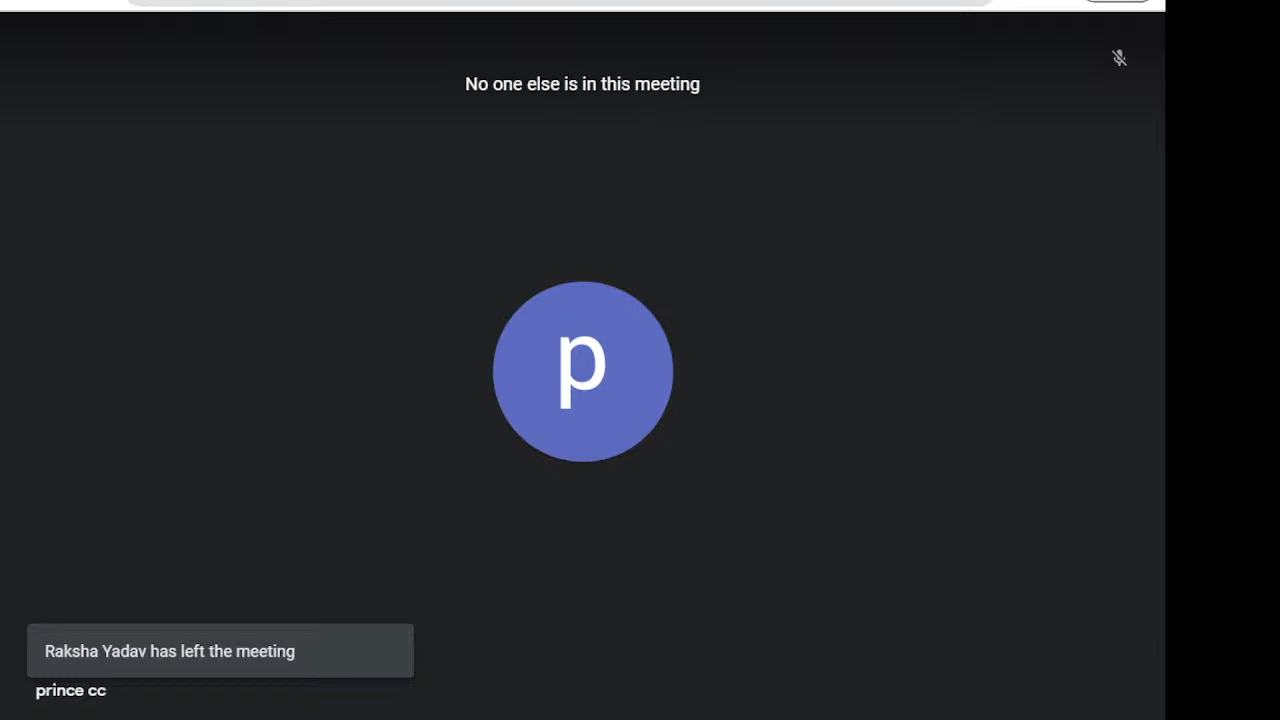 No one else is in this meeting
p
Raksha Yadav has left the meeting
prince cc